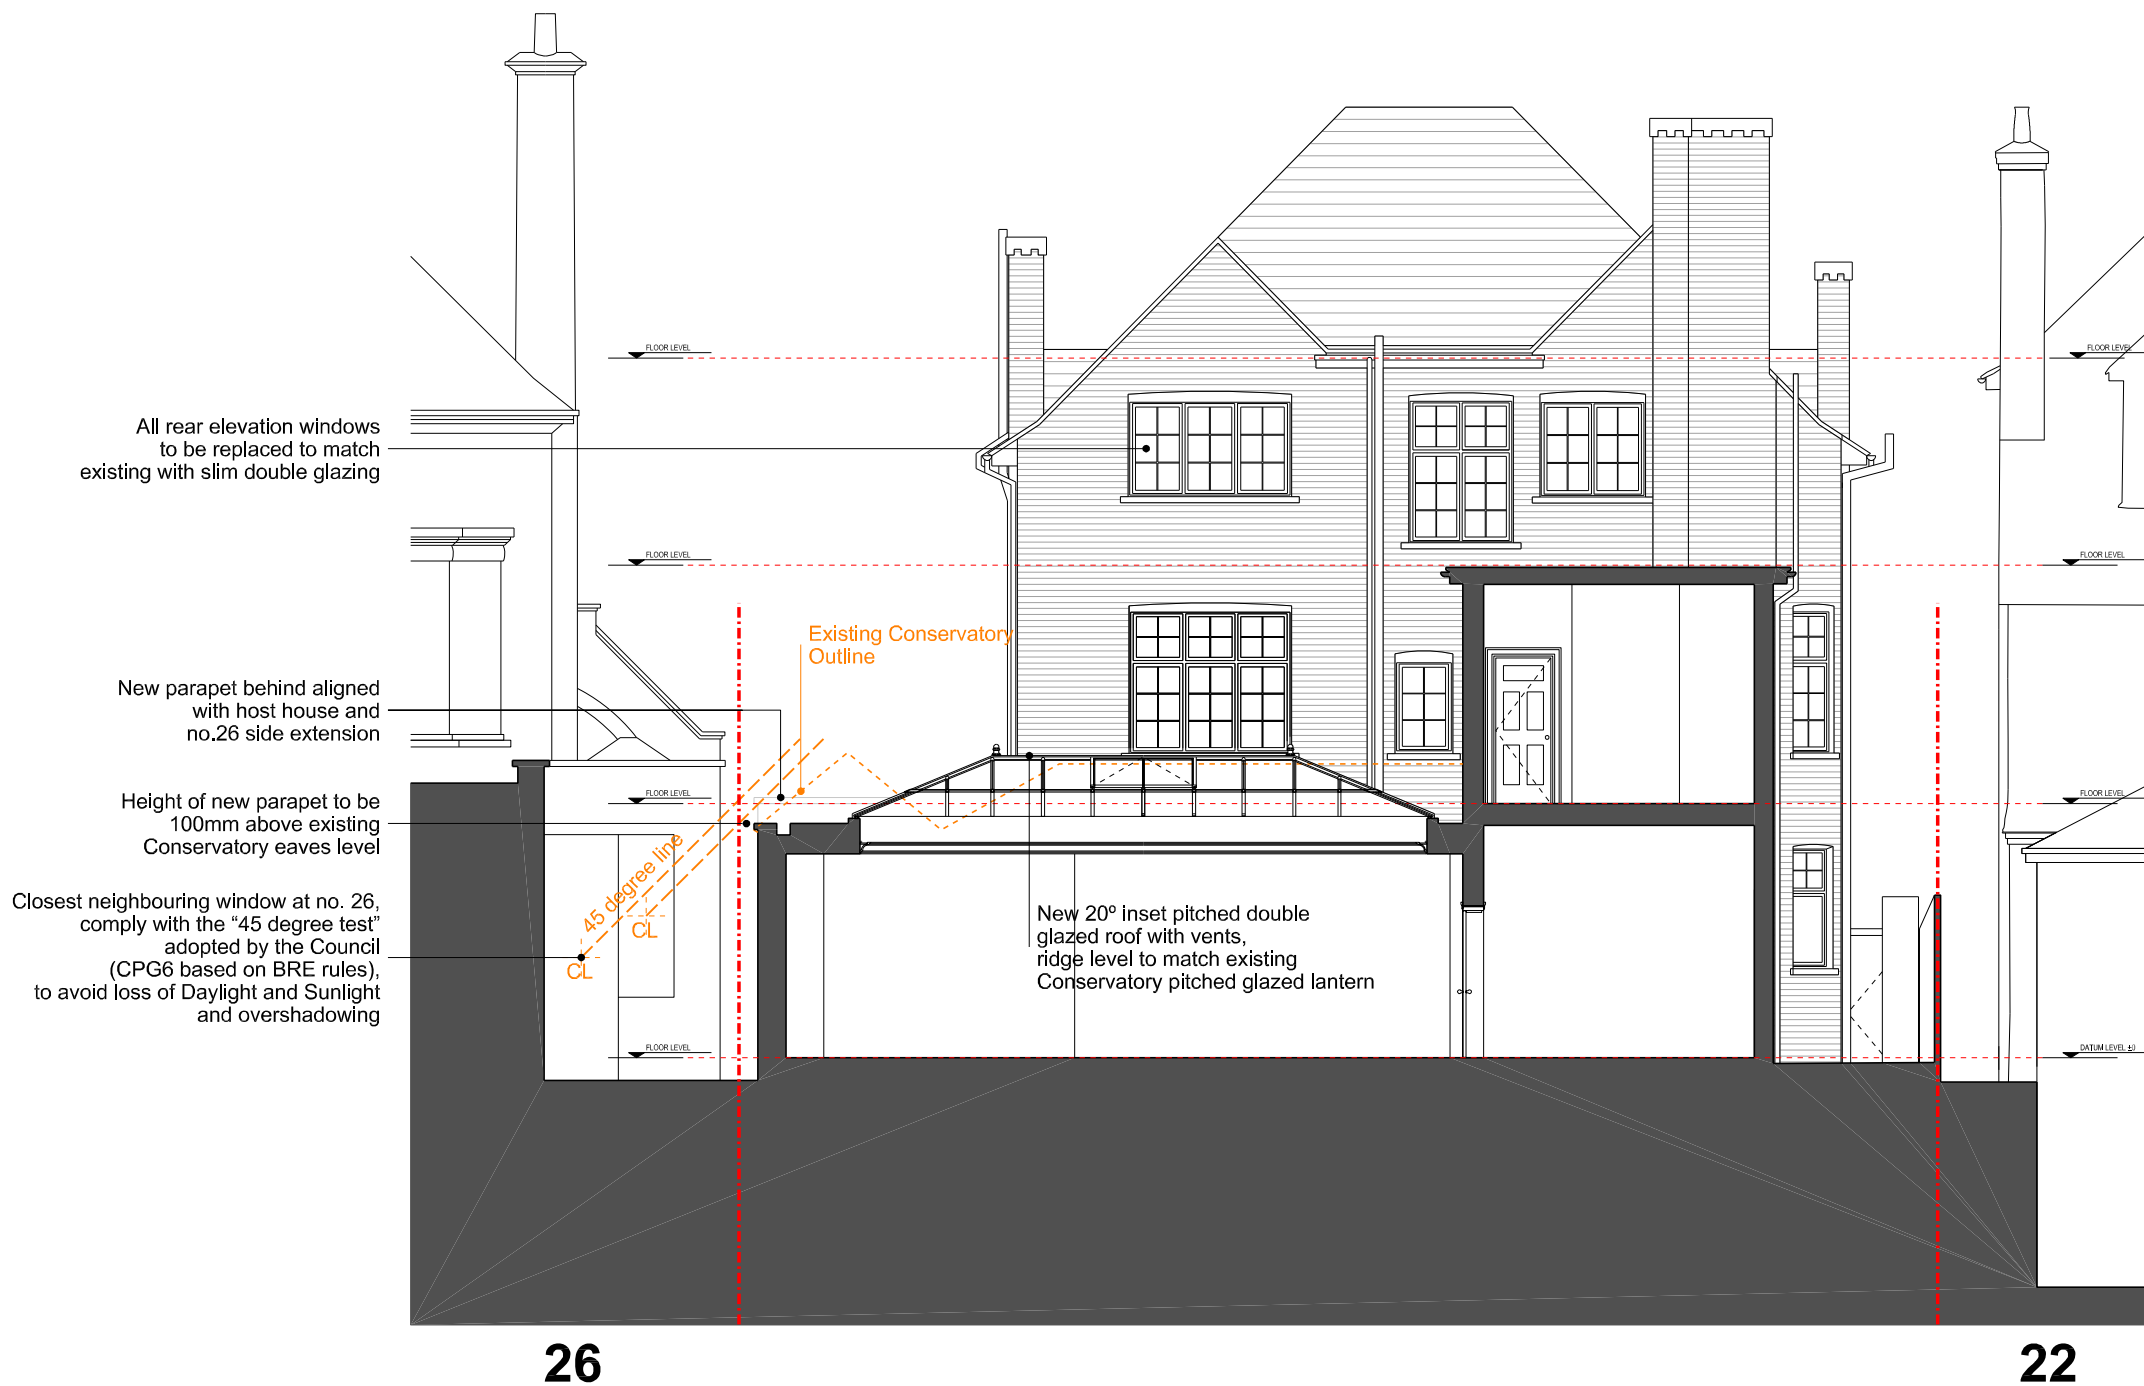 FLOOR LEVEL
FLOOR LEVEL
All rear elevation windows
to be replaced to match
existing with slim double glazing
FLOOR LEVEL
FLOOR LEVEL
Existing Conservatory
Outline
New parapet behind aligned
with host house and
no.26 side extension
Height of new parapet to be
100mm above existing
Conservatory eaves level
FLOOR LEVEL
FLOOR LEVEL
45 degree line
CL
CL
Closest neighbouring window at no. 26,
comply with the “45 degree test”
adopted by the Council
(CPG6 based on BRE rules),
to avoid loss of Daylight and Sunlight
and overshadowing
New 20º inset pitched double
glazed roof with vents,
ridge level to match existing
Conservatory pitched glazed lantern
FLOOR LEVEL
DATUM LEVEL ±0
26
22